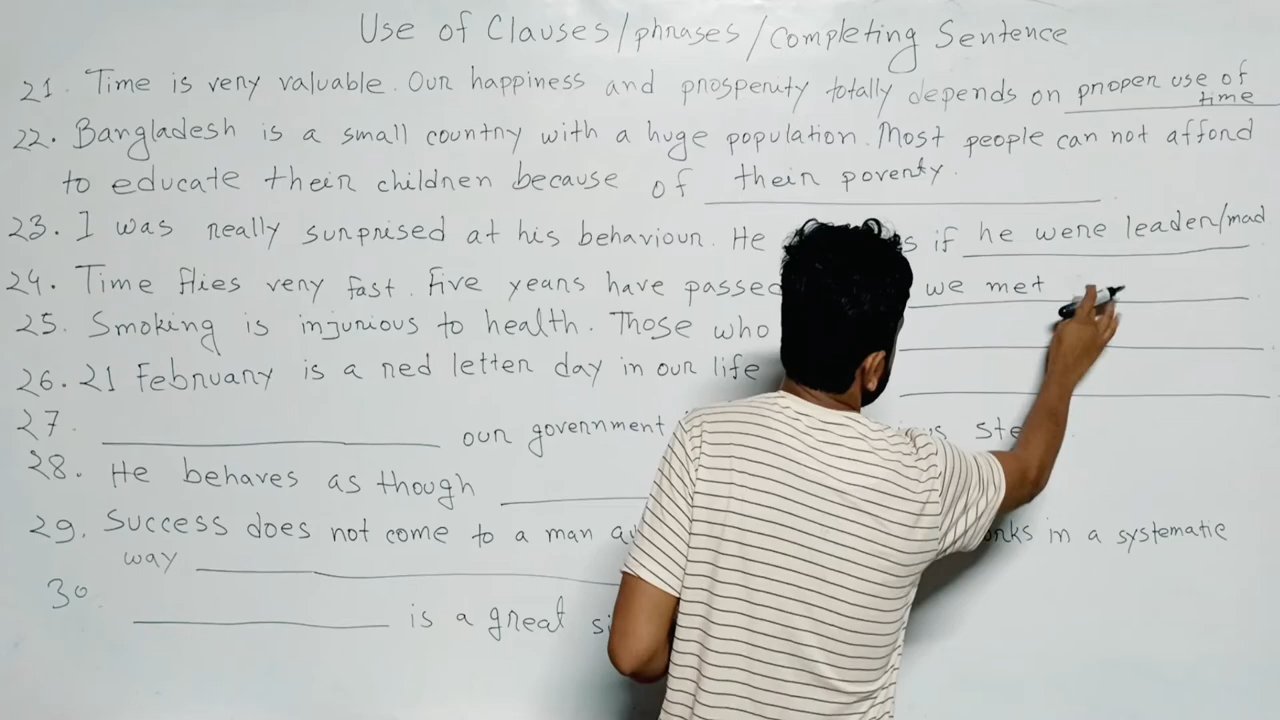 Use of Clauses/phrases/completing Sentence
21. Time is very valuable. Our happiness and prosperity totally depends on proper use of
time
22. Bangladesh is a small country with a huge population. Most people can not afford
to educate their children because of their poverty.
23. I was really surprised at his behaviour. He if he were leader/mad
24. Time flies very fast. Five years have passed we met
25. Smoking is injurious to health. Those who
26. 21 February is a red letter day in our life
27. our government
28. He behaves as though
29. Success does not come to a man in a systematic
way
30 is a great